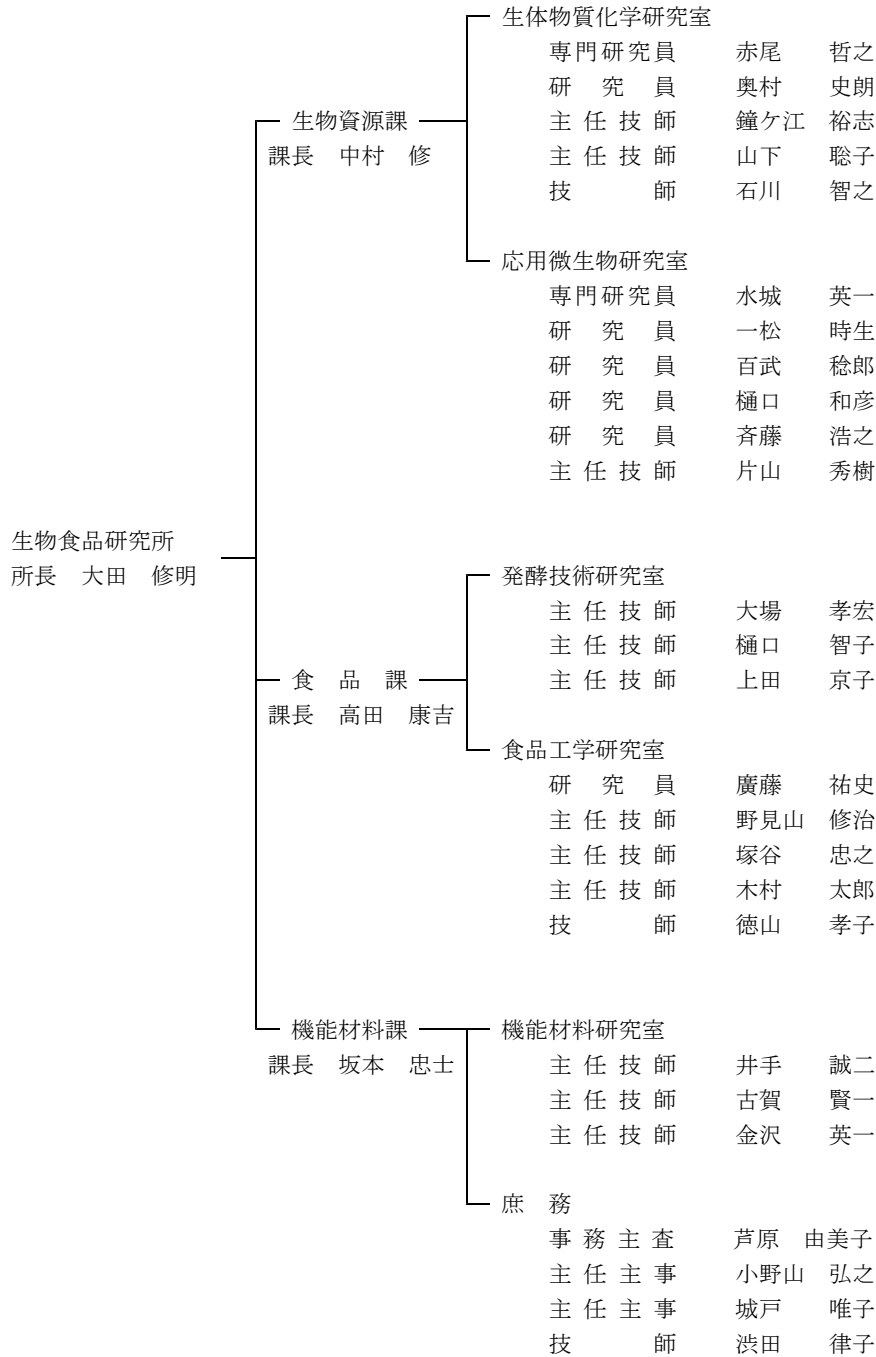 生体物質化学研究室
専門研究員 赤尾 哲之
研究員 奥村 史朗
主任技師 鐘ケ江 裕志
生物資源課
課長 中村 修
主任技師 山下 聡子
技師 石川 智之
応用微生物研究室
専門研究員 水城 英一
研究員 一松 時生
研究員 百武 稔郎
研究員 樋口 和彦
研究員 斉藤 浩之
主任技師 片山 秀樹
生物食品研究所
所長 大田 修明
発酵技術研究室
主任技師 大場 孝宏
主任技師 樋口 智子
主任技師 上田 京子
食品課
課長 高田 康吉
食品工学研究室
研究員 廣藤 祐史
主任技師 野見山 修治
主任技師 塚谷 忠之
主任技師 木村 太郎
技師 徳山 孝子
機能材料課
課長 坂本 忠士
機能材料研究室
主任技師 井手 誠二
主任技師 古賀 賢一
主任技師 金沢 英一
庶務
事務主査 芦原 由美子
主任主事 小野山 弘之
主任主事 城戸 唯子
技師 渋田 律子